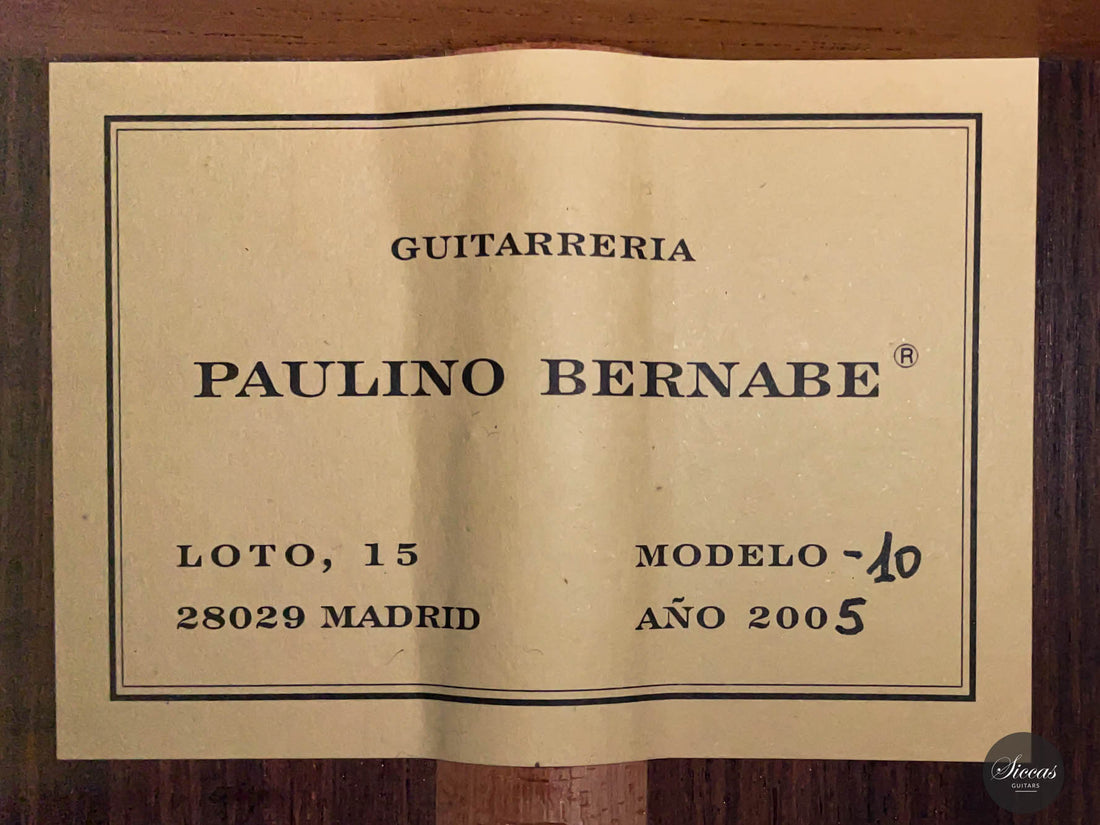 GUITARRERIA
PAULINO BERNABE ®
LOTO, 15
28029 MADRID
MODELO -10
AÑO 2005
Siccas
GUITARS